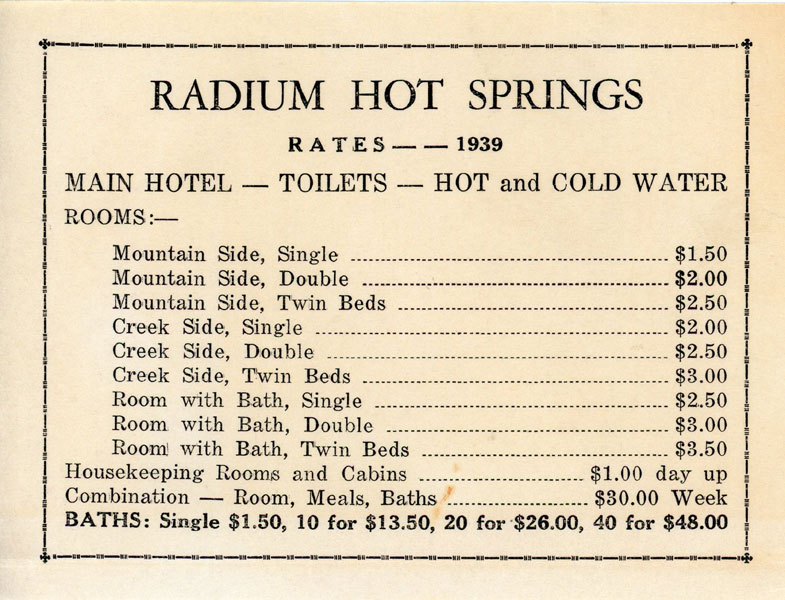 RADIUM HOT SPRINGS
RATES — — 1939
MAIN HOTEL — TOILETS — HOT and COLD WATER
ROOMS:—
Mountain Side, Single ........ $1.50
Mountain Side, Double ........ $2.00
Mountain Side, Twin Beds ........ $2.50
Creek Side, Single ........ $2.00
Creek Side, Double ........ $2.50
Creek Side, Twin Beds ........ $3.00
Room with Bath, Single ........ $2.50
Room with Bath, Double ........ $3.00
Room with Bath, Twin Beds ........ $3.50
Housekeeping Rooms and Cabins ........ $1.00 day up
Combination — Room, Meals, Baths ........ $30.00 Week
BATHS: Single $1.50, 10 for $13.50, 20 for $26.00, 40 for $48.00